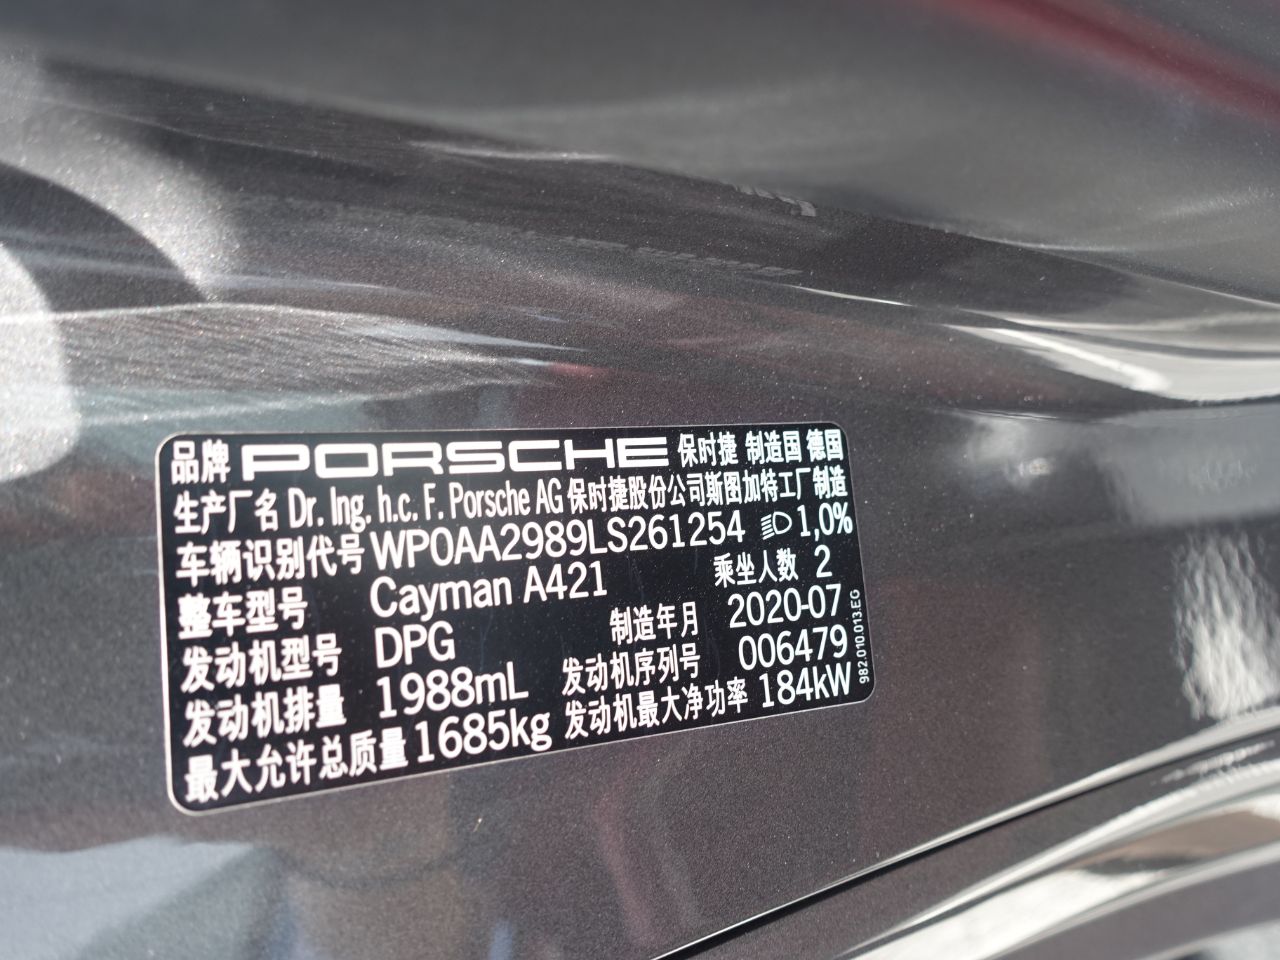 品牌 PORSCHE 保时捷 制造国 德国
生产厂名 Dr. Ing. h.c. F. Porsche AG 保时捷股份公司斯图加特工厂制造
车辆识别代号 WP0AA2989LS261254 1,0%
整车型号 Cayman A421 乘坐人数 2
发动机型号 DPG 制造年月 2020-07
发动机排量 1988mL 发动机序列号 006479
最大允许总质量 1685kg 发动机最大净功率 184kW
982.010.013.EG